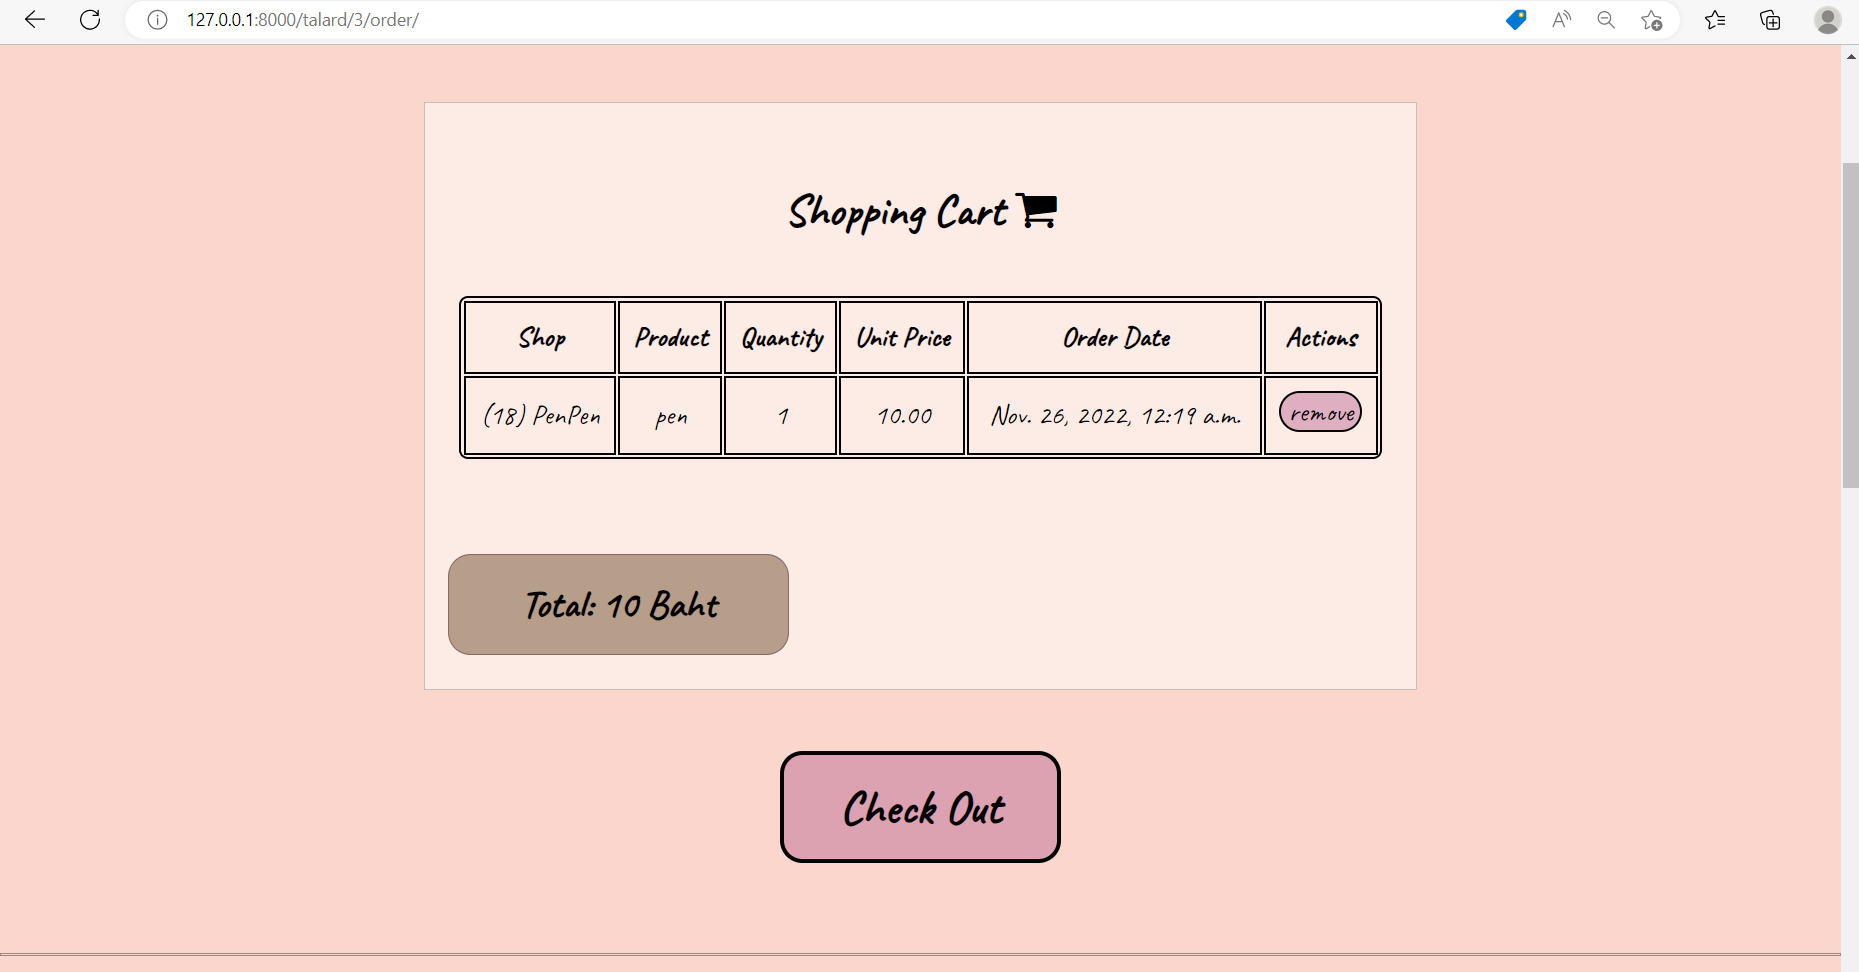 127.0.0.1:8000/talard/3/order/
Shopping Cart
Shop Product Quantity Unit Price Order Date Actions
(18) PenPen pen 1 10.00 Nov. 26, 2022, 12:19 a.m. remove
Total: 10 Baht
Check Out